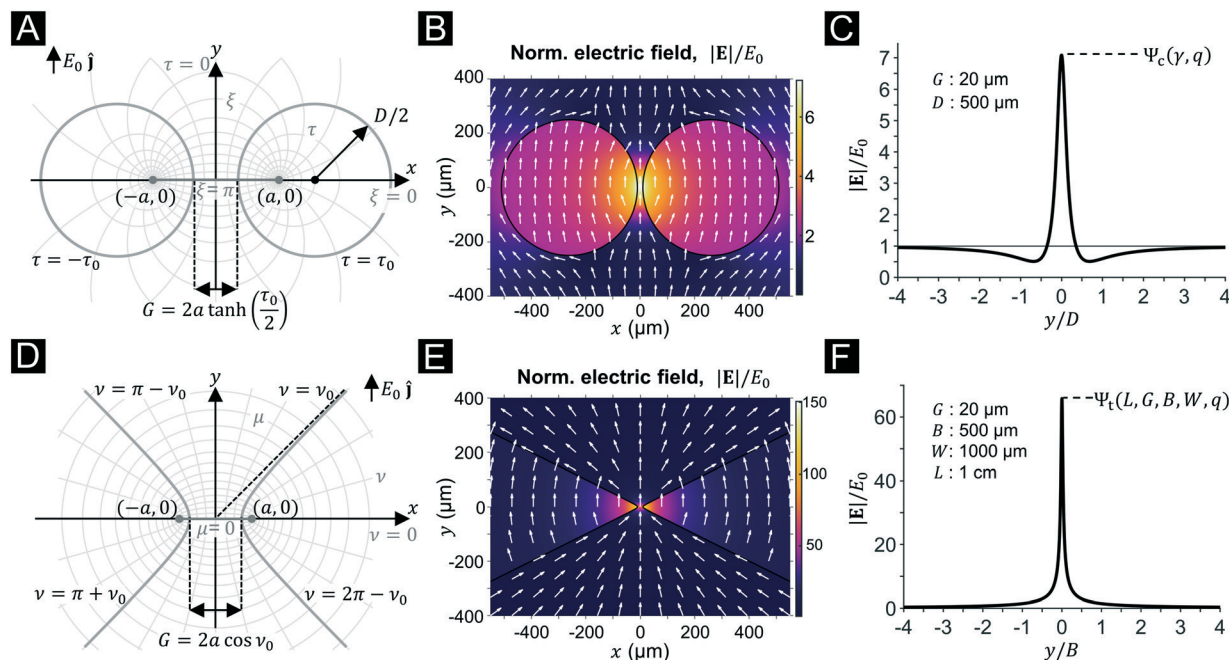 A
E₀ ĵ
y
τ = 0
ξ
τ
D/2
x
(−a, 0)
ξ = π
(a, 0)
ξ = 0
τ = −τ₀
τ = τ₀
G = 2a tanh (τ₀/2)
B
Norm. electric field, |E|/E₀
400
200
0
-200
-400
y (µm)
-400 -200 0 200 400
x (µm)
6
4
2
C
Ψc(γ, q)
G : 20 µm
D : 500 µm
7
6
5
4
3
2
1
0
|E|/E₀
-4 -3 -2 -1 0 1 2 3 4
y/D
D
y
ν = π − ν₀
ν = ν₀
E₀ ĵ
μ
ν
(−a, 0)
(a, 0)
x
μ = 0
ν = 0
ν = π + ν₀
ν = 2π − ν₀
G = 2a cos ν₀
E
Norm. electric field, |E|/E₀
400
200
0
-200
-400
y (µm)
-400 -200 0 200 400
x (µm)
150
100
50
F
Ψt(L, G, B, W, q)
G : 20 µm
B : 500 µm
W : 1000 µm
L : 1 cm
60
40
20
0
|E|/E₀
-4 -3 -2 -1 0 1 2 3 4
y/B